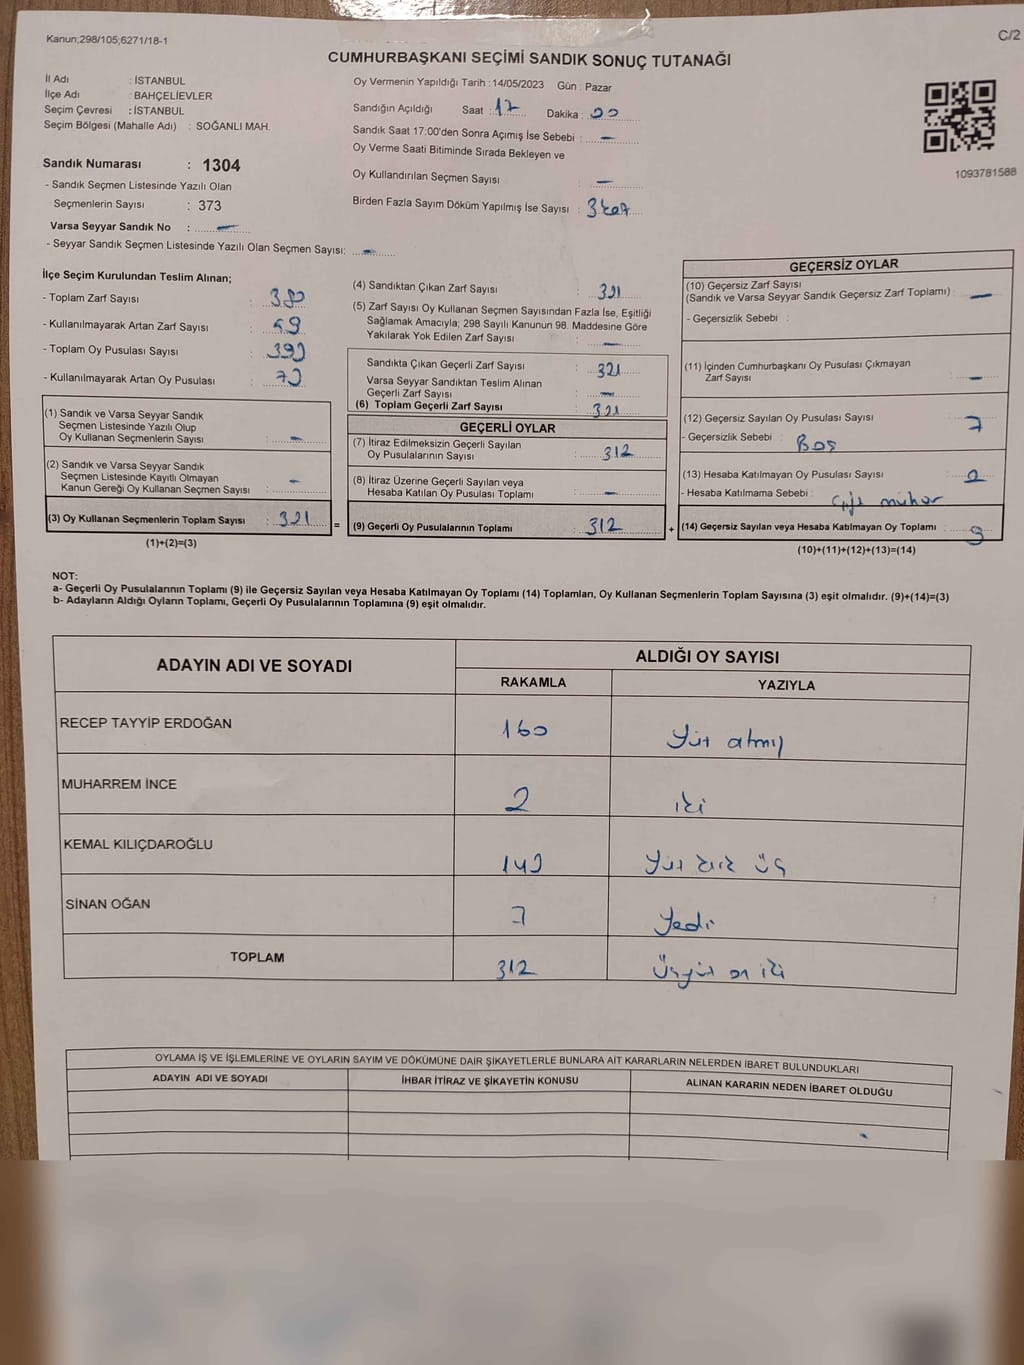 Kanun;298/105;6271/18-1
C/2
CUMHURBAŞKANI SEÇİMİ SANDIK SONUÇ TUTANAĞI
İl Adı : İSTANBUL
İlçe Adı : BAHÇELİEVLER
Seçim Çevresi : İSTANBUL
Seçim Bölgesi (Mahalle Adı) : SOĞANLI MAH.
Oy Vermenin Yapıldığı Tarih : 14/05/2023 Gün : Pazar
Sandığın Açıldığı Saat : 17 Dakika : 00
Sandık Saat 17:00'den Sonra Açımış İse Sebebi : —
Oy Verme Saati Bitiminde Sırada Bekleyen ve
Oy Kullandırılan Seçmen Sayısı : —
Birden Fazla Sayım Döküm Yapılmış İse Sayısı : 3
1093781588
Sandık Numarası : 1304
- Sandık Seçmen Listesinde Yazılı Olan
Seçmenlerin Sayısı : 373
Varsa Seyyar Sandık No : —
- Seyyar Sandık Seçmen Listesinde Yazılı Olan Seçmen Sayısı: —
İlçe Seçim Kurulundan Teslim Alınan;
- Toplam Zarf Sayısı : 380
- Kullanılmayarak Artan Zarf Sayısı : 59
- Toplam Oy Pusulası Sayısı : 390
- Kullanılmayarak Artan Oy Pusulası : 70
(1) Sandık ve Varsa Seyyar Sandık
Seçmen Listesinde Yazılı Olup
Oy Kullanan Seçmenlerin Sayısı : —
(2) Sandık ve Varsa Seyyar Sandık
Seçmen Listesinde Kayıtlı Olmayan
Kanun Gereği Oy Kullanan Seçmen Sayısı : —
(3) Oy Kullanan Seçmenlerin Toplam Sayısı : 321 =
(1)+(2)=(3)
(4) Sandıktan Çıkan Zarf Sayısı : 321
(5) Zarf Sayısı Oy Kullanan Seçmen Sayısından Fazla İse, Eşitliği
Sağlamak Amacıyla; 298 Sayılı Kanunun 98. Maddesine Göre
Yakılarak Yok Edilen Zarf Sayısı : —
Sandıkta Çıkan Geçerli Zarf Sayısı : 321
Varsa Seyyar Sandıktan Teslim Alınan
Geçerli Zarf Sayısı : —
(6) Toplam Geçerli Zarf Sayısı : 321
GEÇERLİ OYLAR
(7) İtiraz Edilmeksizin Geçerli Sayılan
Oy Pusulalarının Sayısı : 312
(8) İtiraz Üzerine Geçerli Sayılan veya
Hesaba Katılan Oy Pusulası Toplamı : —
(9) Geçerli Oy Pusulalarının Toplamı : 312 +
GEÇERSİZ OYLAR
(10) Geçersiz Zarf Sayısı
(Sandık ve Varsa Seyyar Sandık Geçersiz Zarf Toplamı) : —
- Geçersizlik Sebebi :
(11) İçinden Cumhurbaşkanı Oy Pusulası Çıkmayan
Zarf Sayısı : —
(12) Geçersiz Sayılan Oy Pusulası Sayısı : 7
- Geçersizlik Sebebi : Boş
(13) Hesaba Katılmayan Oy Pusulası Sayısı : 2
- Hesaba Katılmama Sebebi : çift mühür
(14) Geçersiz Sayılan veya Hesaba Katılmayan Oy Toplamı : 9
(10)+(11)+(12)+(13)=(14)
NOT:
a- Geçerli Oy Pusulalarının Toplamı (9) ile Geçersiz Sayılan veya Hesaba Katılmayan Oy Toplamı (14) Toplamları, Oy Kullanan Seçmenlerin Toplam Sayısına (3) eşit olmalıdır. (9)+(14)=(3)
b- Adayların Aldığı Oyların Toplamı, Geçerli Oy Pusulalarının Toplamına (9) eşit olmalıdır.
ADAYIN ADI VE SOYADI
ALDIĞI OY SAYISI
RAKAMLA YAZIYLA
RECEP TAYYİP ERDOĞAN 160 Yüz atmış
MUHARREM İNCE 2 iki
KEMAL KILIÇDAROĞLU 143 Yüz kırk üç
SİNAN OĞAN 7 Yedi
TOPLAM 312 Üçyüz on iki
OYLAMA İŞ VE İŞLEMLERİNE VE OYLARIN SAYIM VE DÖKÜMÜNE DAİR ŞİKAYETLERLE BUNLARA AİT KARARLARIN NELERDEN İBARET BULUNDUKLARI
ADAYIN ADI VE SOYADI İHBAR İTİRAZ VE ŞİKAYETİN KONUSU ALINAN KARARIN NEDEN İBARET OLDUĞU